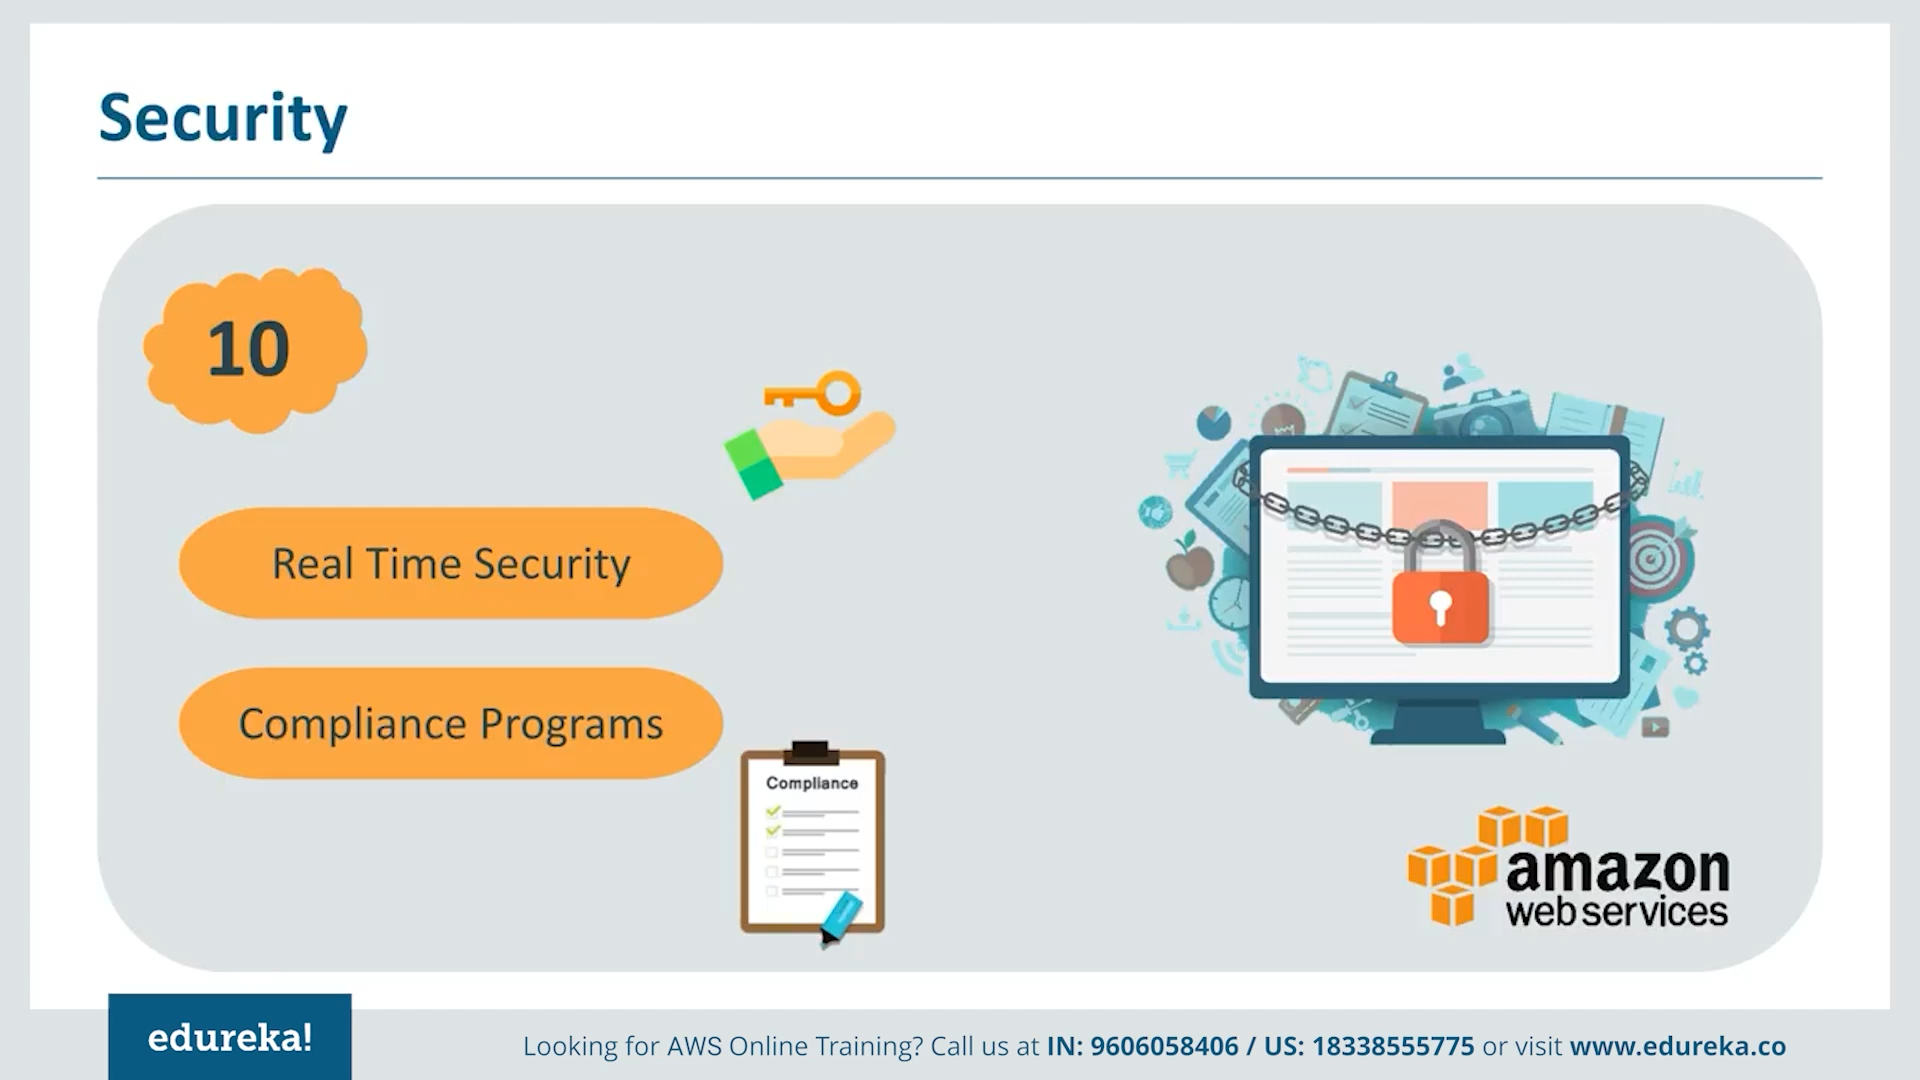 Security
10
Real Time Security
Compliance Programs
Compliance
amazon
web services
edureka!
Looking for AWS Online Training? Call us at IN: 9606058406 / US: 18338555775 or visit www.edureka.co